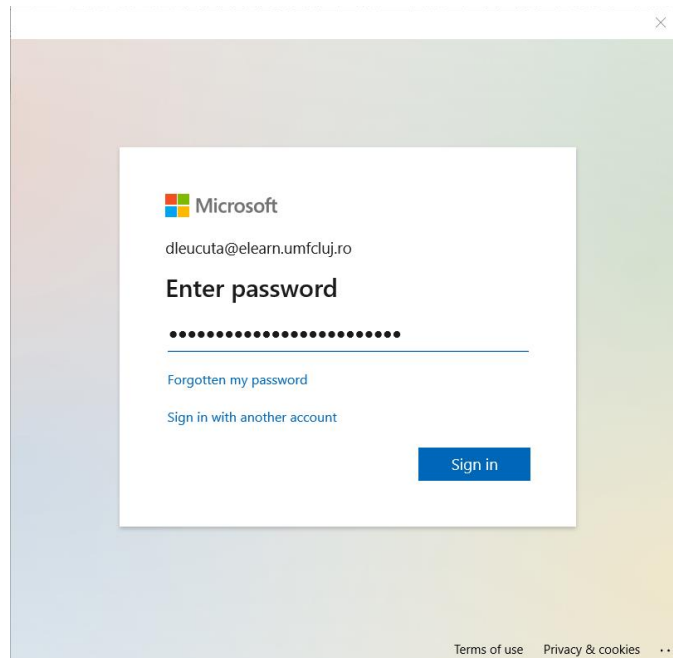 Microsoft
dleucuta@elearn.umfcluj.ro
Enter password
●●●●●●●●●●●●●●●●●●●●●●●●●
Forgotten my password
Sign in with another account
Sign in
Terms of use Privacy & cookies ··